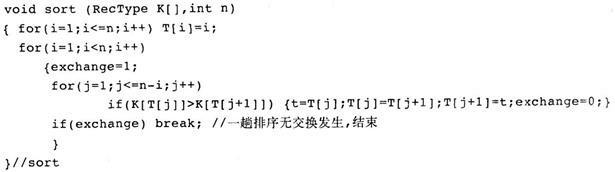 void sort (RecType K[],int n)
{ for(i=1;i<=n;i++) T[i]=i;
for(i=1;i<n;i++)
{exchange=1;
for(j=1;j<=n-i;j++)
if(K[T[j]]>K[T[j+1]]) {t=T[j];T[j]=T[j+1];T[j+1]=t;exchange=0;}
if(exchange) break; //一趟排序无交换发生,结束
}
}//sort